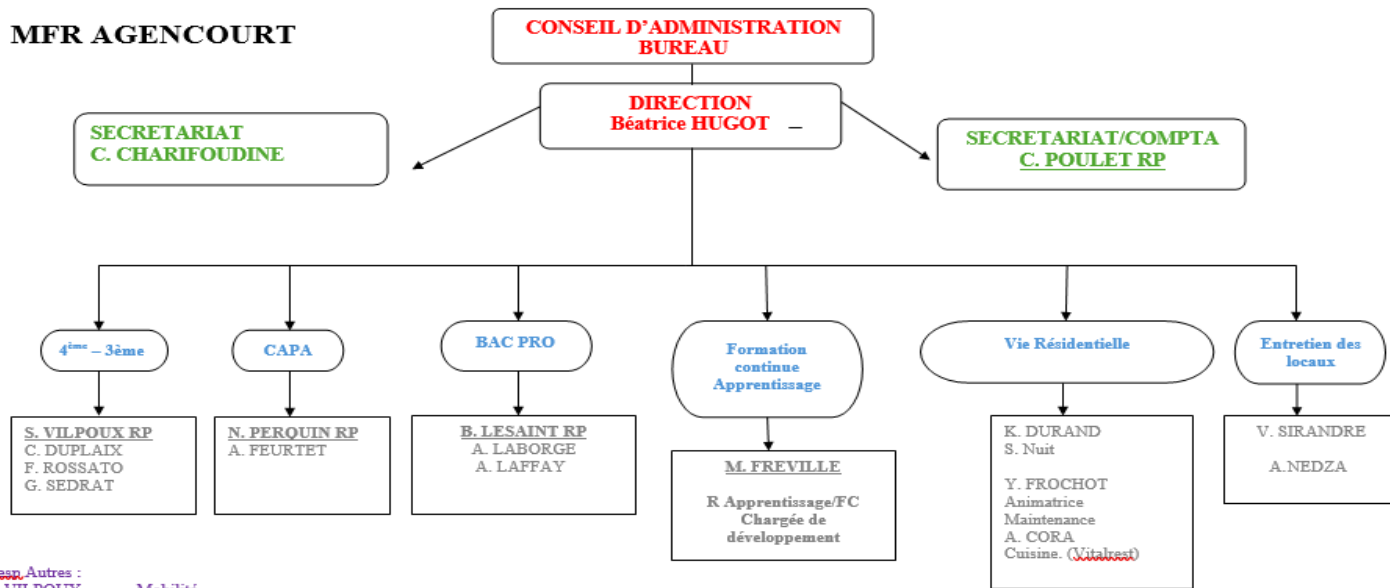 MFR AGENCOURT
CONSEIL D'ADMINISTRATION
BUREAU
DIRECTION
Béatrice HUGOT _
SECRETARIAT
C. CHARIFOUDINE
SECRETARIAT/COMPTA
C. POULET RP
4ème – 3ème
CAPA
BAC PRO
Formation
continue
Apprentissage
Vie Résidentielle
Entretien des
locaux
S. VILPOUX RP
C. DUPLAIX
F. ROSSATO
G. SEDRAT
N. PERQUIN RP
A. FEURTET
B. LESAINT RP
A. LABORGE
A. LAFFAY
M. FREVILLE
R Apprentissage/FC
Chargée de
développement
K. DURAND
S. Nuit
Y. FROCHOT
Animatrice
Maintenance
A. CORA
Cuisine. (Vitalrest)
V. SIRANDRE
A.NEDZA
Autres :